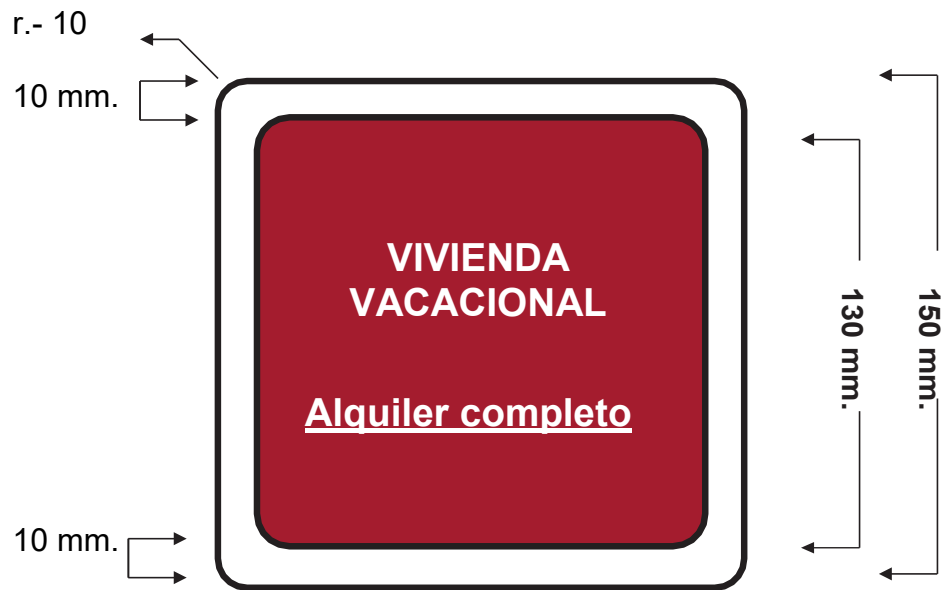 r.- 10
10 mm.
VIVIENDA
VACACIONAL
Alquiler completo
130 mm.
150 mm.
10 mm.